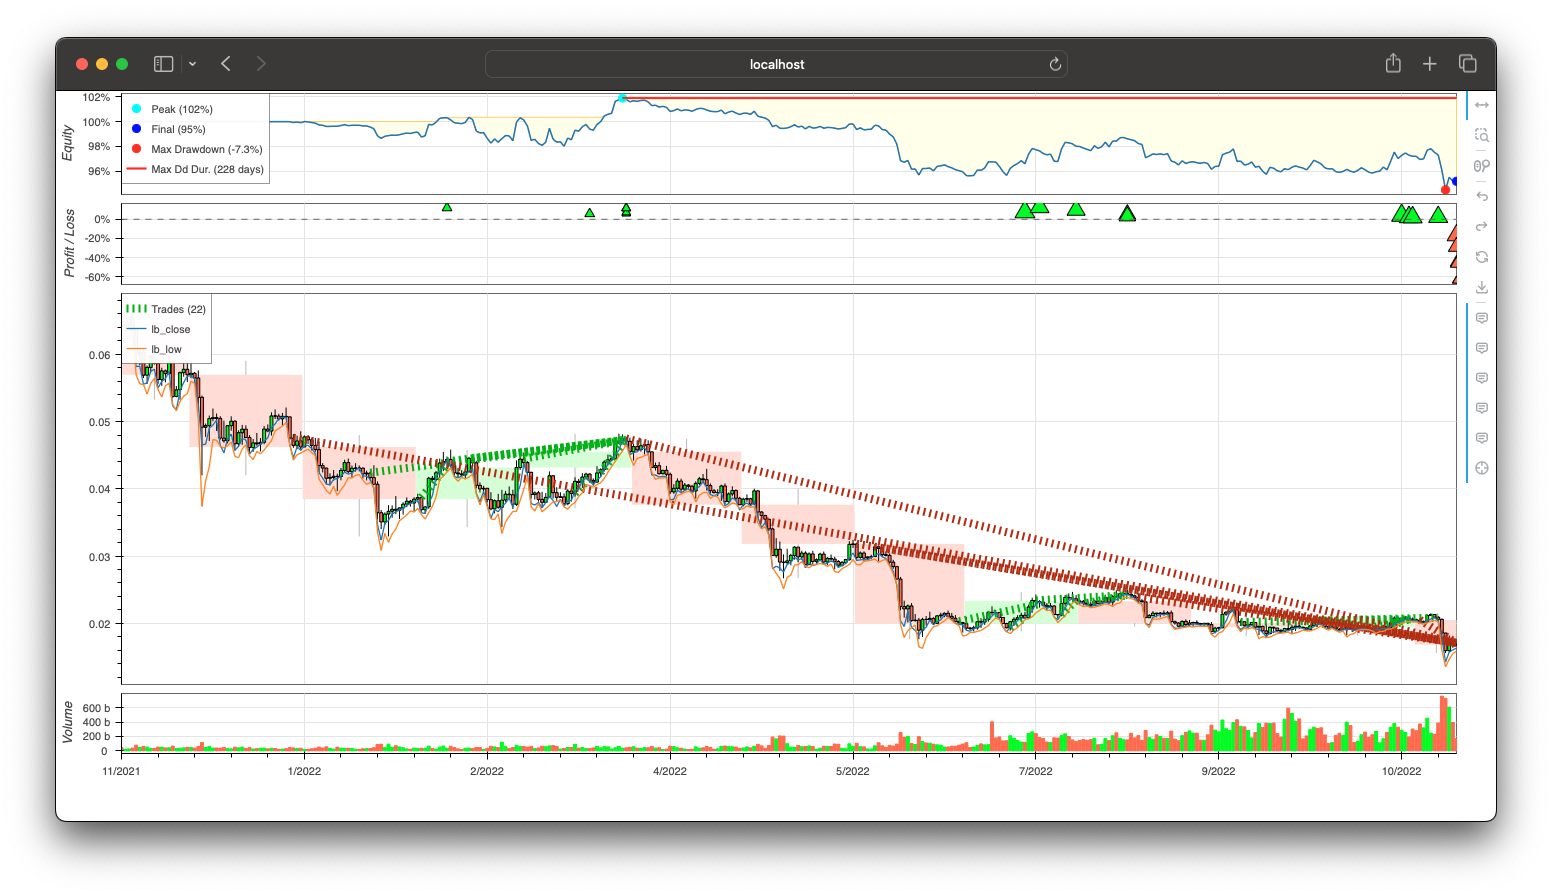 localhost
102%
100%
98%
96%
Equity
Peak (102%)
Final (95%)
Max Drawdown (-7.3%)
Max Dd Dur. (228 days)
0%
-20%
-40%
-60%
Profit / Loss
Trades (22)
lb_close
lb_low
0.06
0.05
0.04
0.03
0.02
600 b
400 b
200 b
0
Volume
11/2021
1/2022
2/2022
4/2022
5/2022
7/2022
9/2022
10/2022